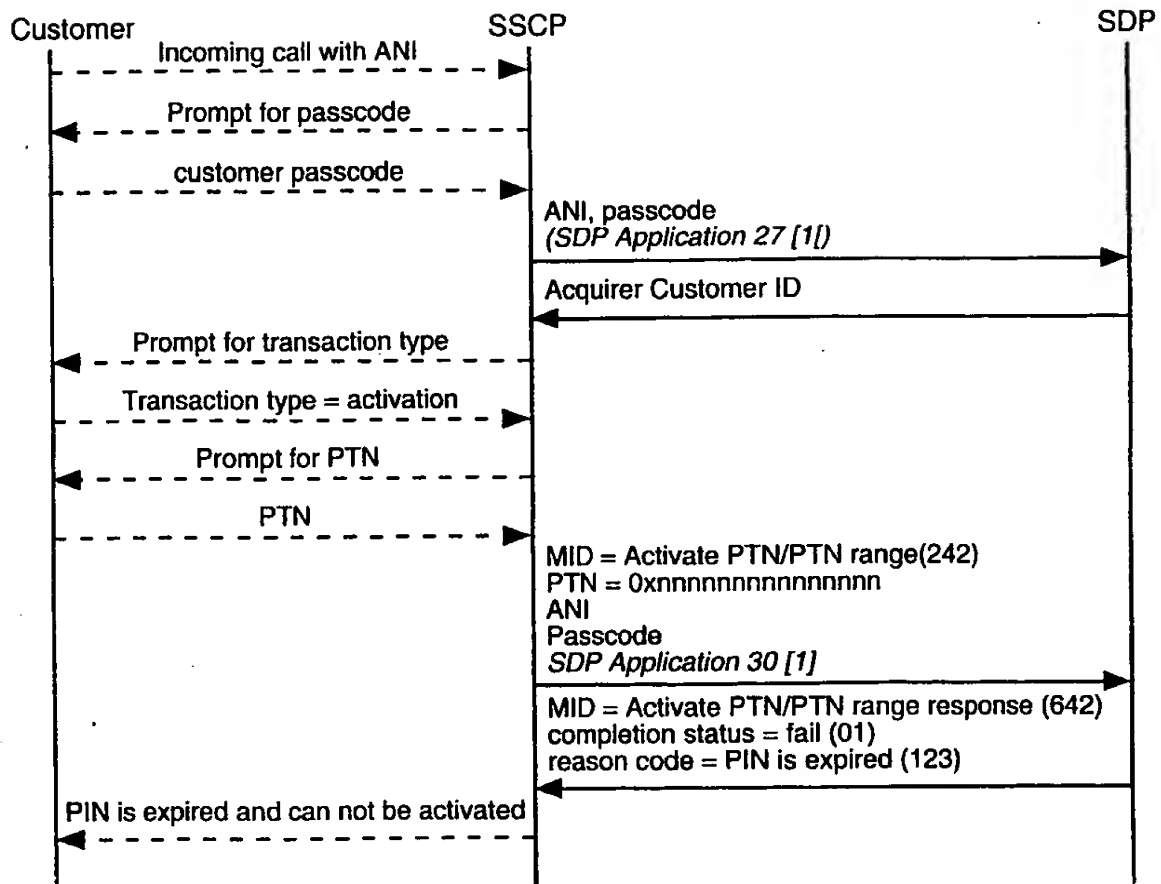 Customer
SSCP
SDP
Incoming call with ANI
Prompt for passcode
customer passcode
ANI, passcode
(SDP Application 27 [1[)
Acquirer Customer ID
Prompt for transaction type
Transaction type = activation
Prompt for PTN
PTN
MID = Activate PTN/PTN range(242)
PTN = 0xnnnnnnnnnnnnnnnn
ANI
Passcode
SDP Application 30 [1]
MID = Activate PTN/PTN range response (642)
completion status = fail (01)
reason code = PIN is expired (123)
PIN is expired and can not be activated